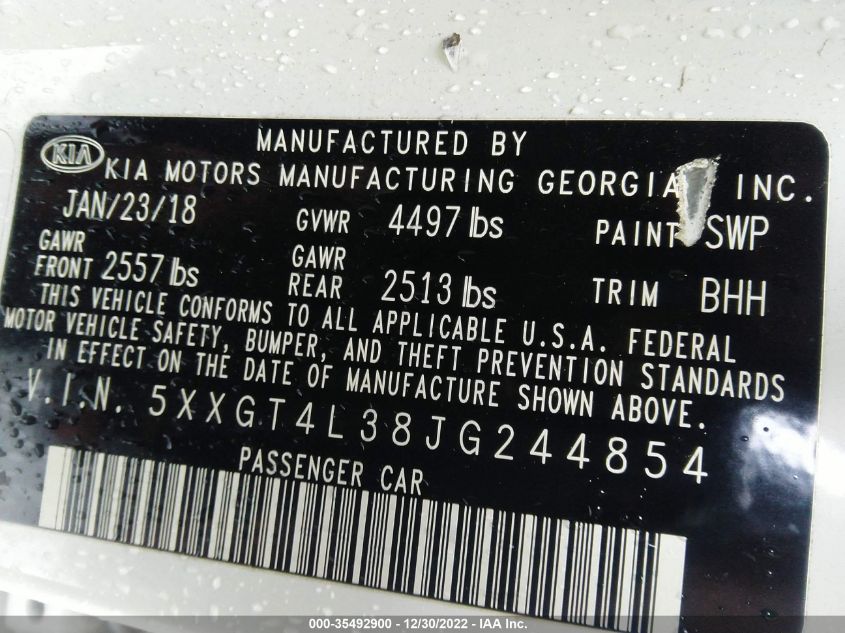 MANUFACTURED BY
KIA KIA MOTORS MANUFACTURING GEORGIA INC.
JAN/23/18 GVWR 4497 lbs PAINT SWP
GAWR FRONT 2557 lbs GAWR REAR 2513 lbs TRIM BHH
THIS VEHICLE CONFORMS TO ALL APPLICABLE U.S.A. FEDERAL
MOTOR VEHICLE SAFETY, BUMPER, AND THEFT PREVENTION STANDARDS
IN EFFECT ON THE DATE OF MANUFACTURE SHOWN ABOVE.
V.I.N. 5XXGT4L38JG244854
PASSENGER CAR
000-35492900 - 12/30/2022 - IAA Inc.